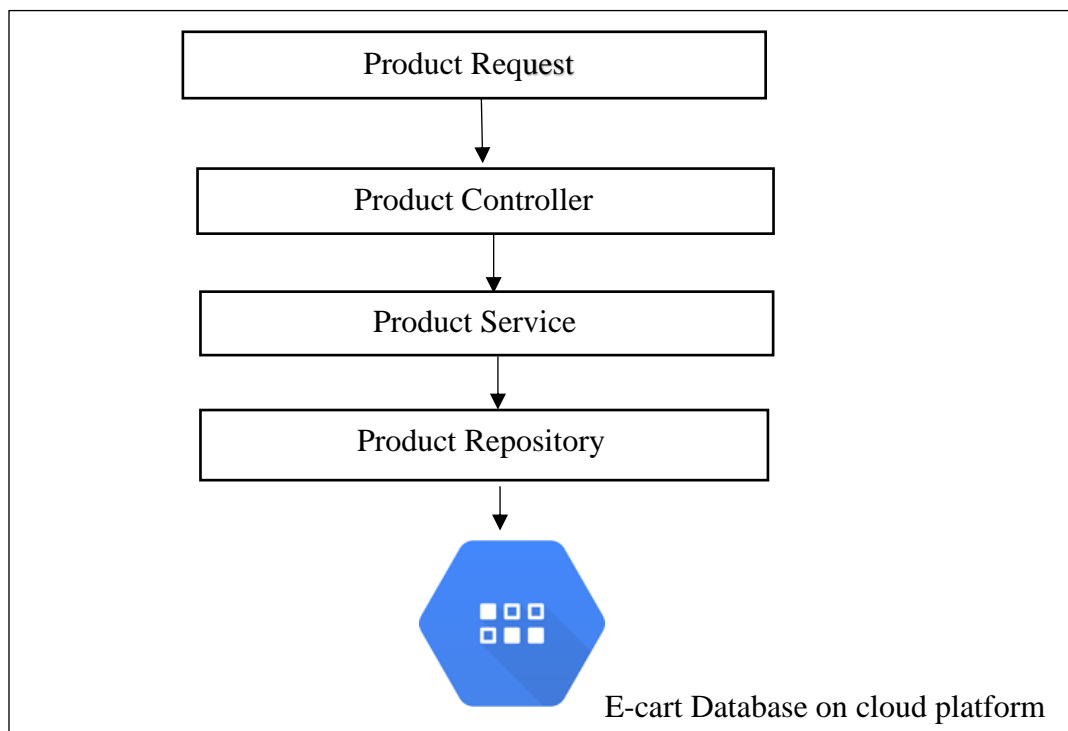 Product Request
Product Controller
Product Service
Product Repository
E-cart Database on cloud platform